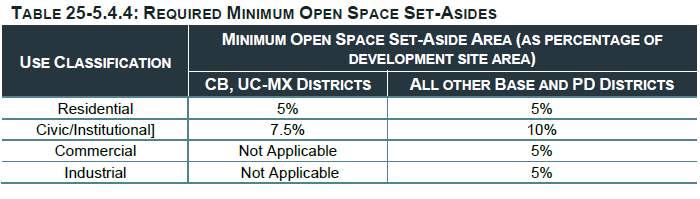 TABLE 25-5.4.4: REQUIRED MINIMUM OPEN SPACE SET-ASIDES
USE CLASSIFICATION
MINIMUM OPEN SPACE SET-ASIDE AREA (AS PERCENTAGE OF
DEVELOPMENT SITE AREA)
CB, UC-MX DISTRICTS ALL OTHER BASE AND PD DISTRICTS
Residential 5% 5%
Civic/Institutional] 7.5% 10%
Commercial Not Applicable 5%
Industrial Not Applicable 5%